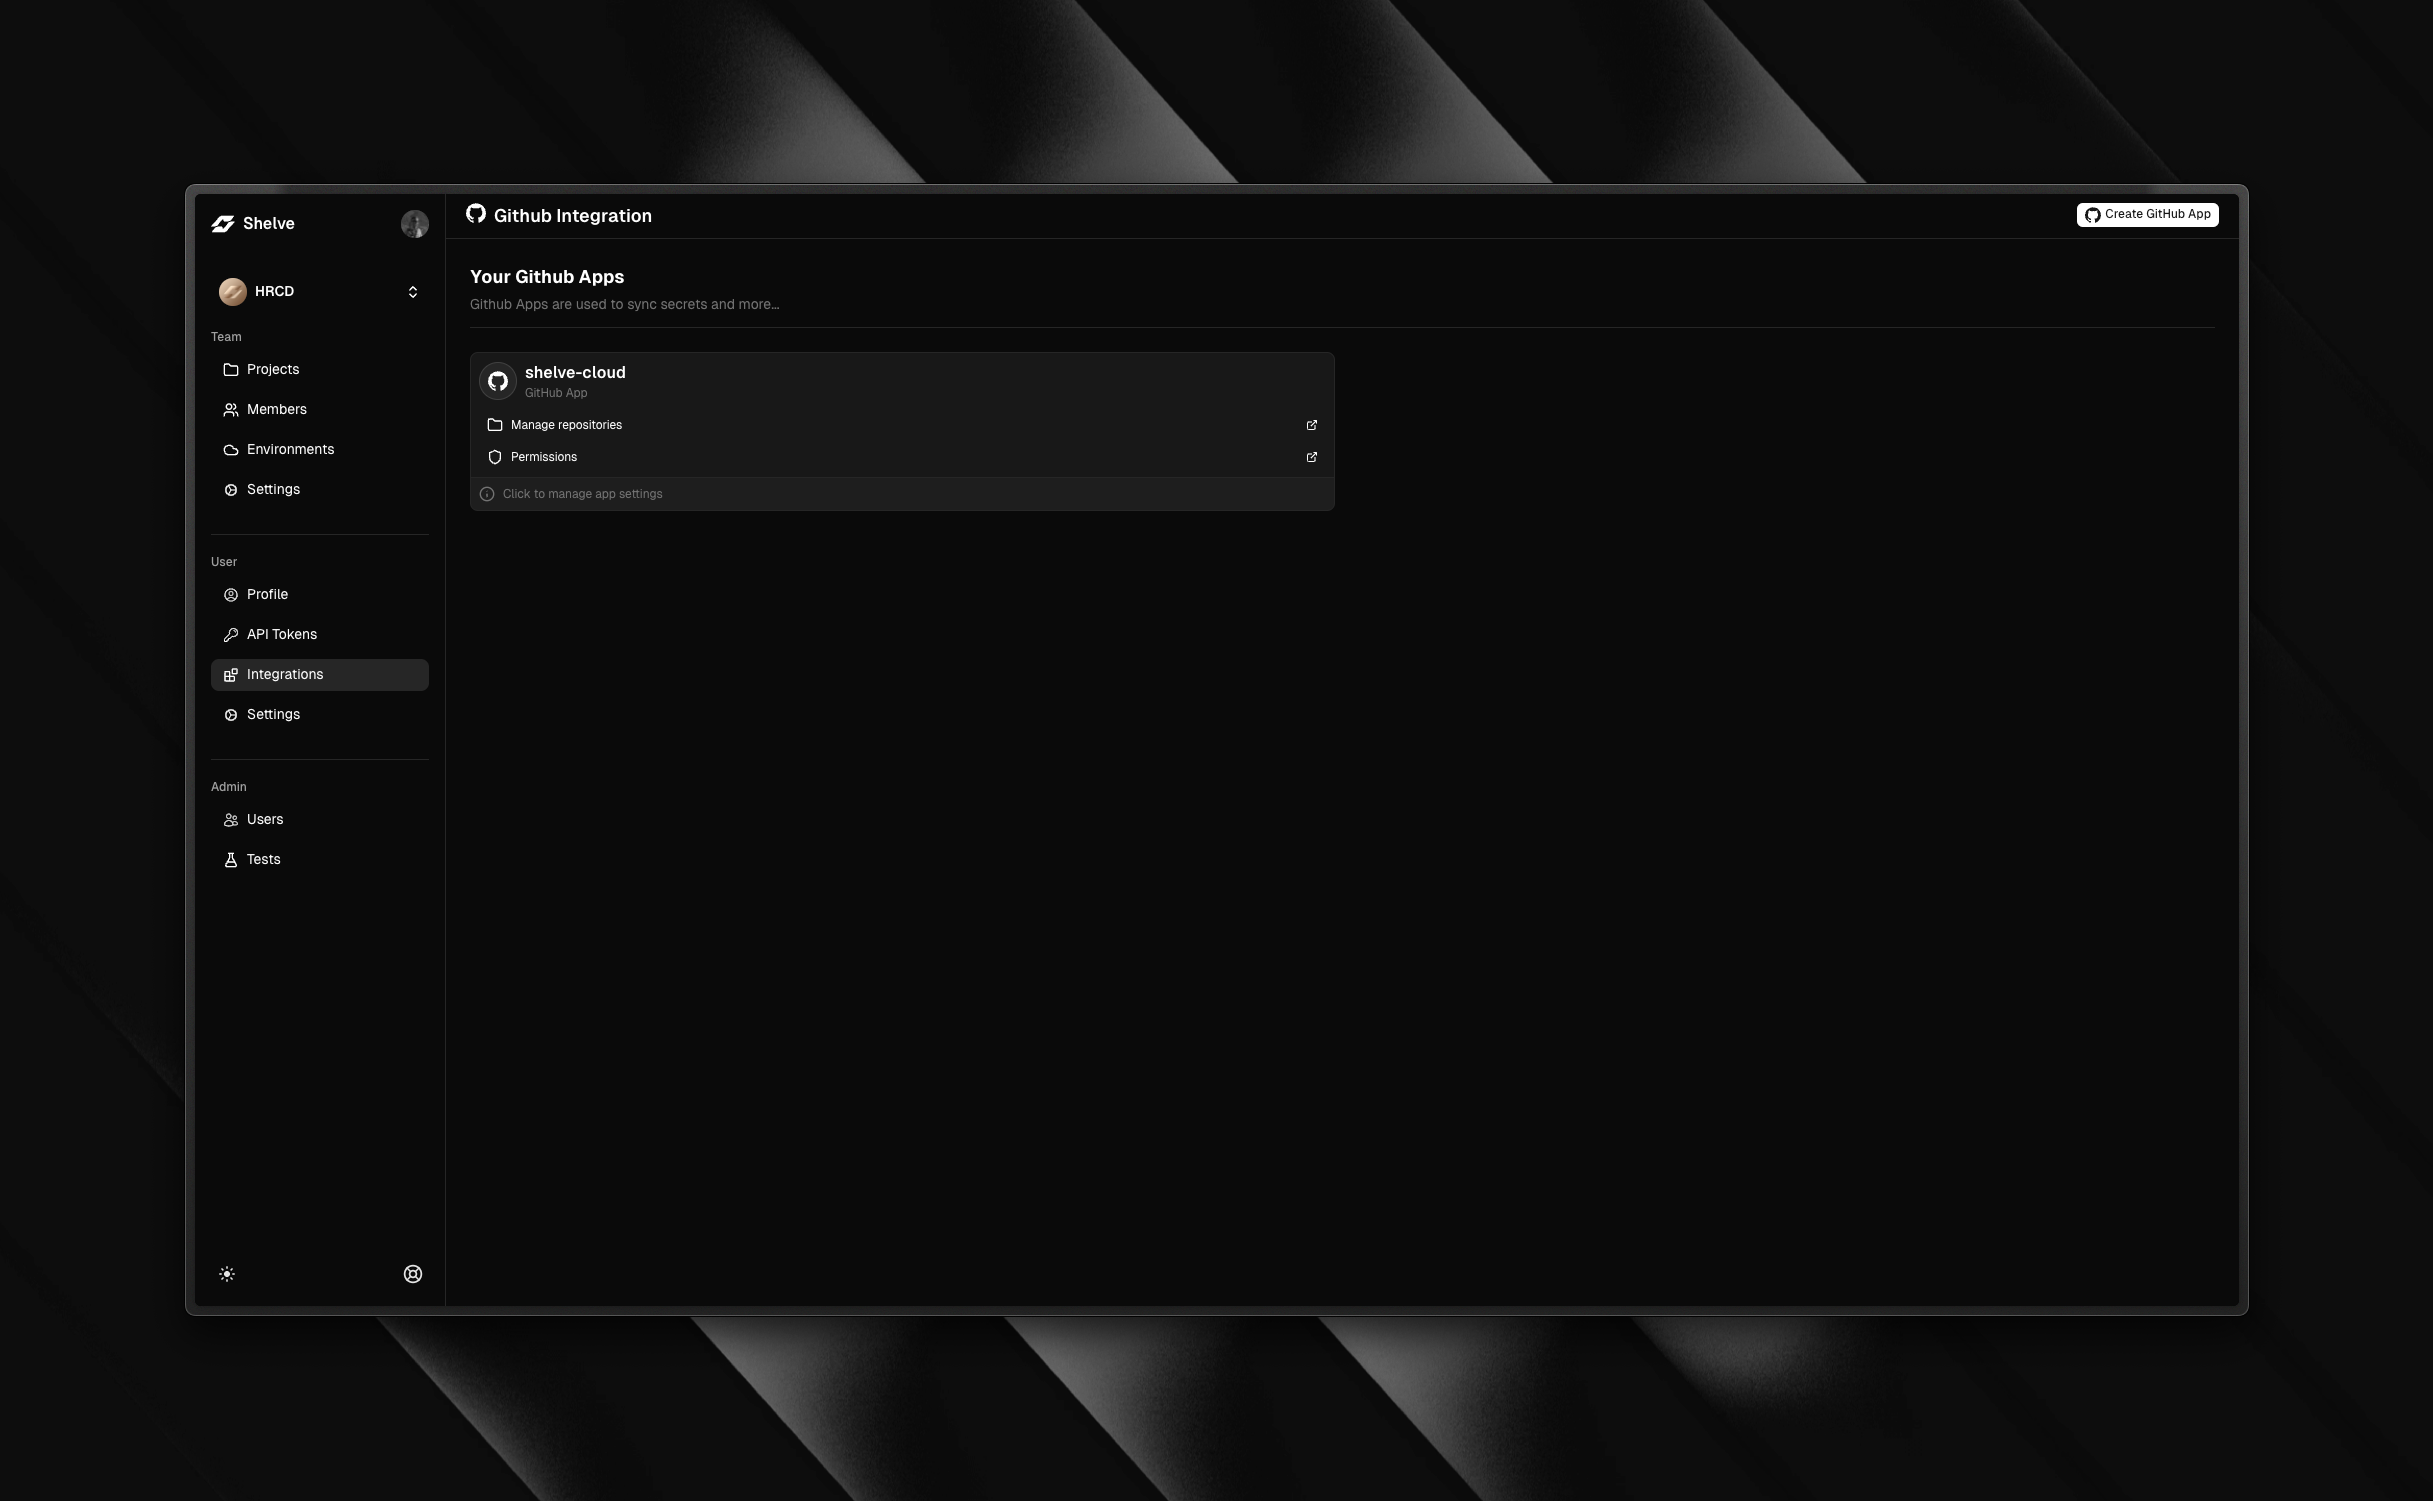 Shelve
HRCD
Team
Projects
Members
Environments
Settings
User
Profile
API Tokens
Integrations
Settings
Admin
Users
Tests
Github Integration
Create GitHub App
Your Github Apps
Github Apps are used to sync secrets and more...
shelve-cloud
GitHub App
Manage repositories
Permissions
Click to manage app settings